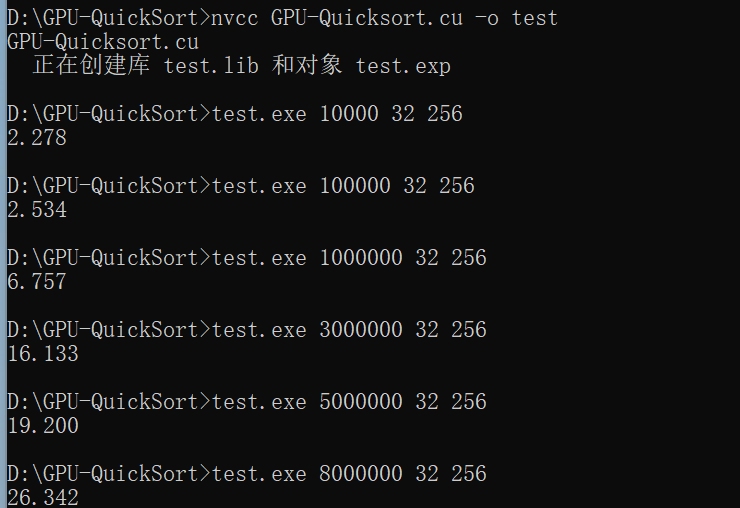 D:\GPU-QuickSort>nvcc GPU-Quicksort.cu -o test
GPU-Quicksort.cu
正在创建库 test.lib 和对象 test.exp
D:\GPU-QuickSort>test.exe 10000 32 256
2.278
D:\GPU-QuickSort>test.exe 100000 32 256
2.534
D:\GPU-QuickSort>test.exe 1000000 32 256
6.757
D:\GPU-QuickSort>test.exe 3000000 32 256
16.133
D:\GPU-QuickSort>test.exe 5000000 32 256
19.200
D:\GPU-QuickSort>test.exe 8000000 32 256
26.342